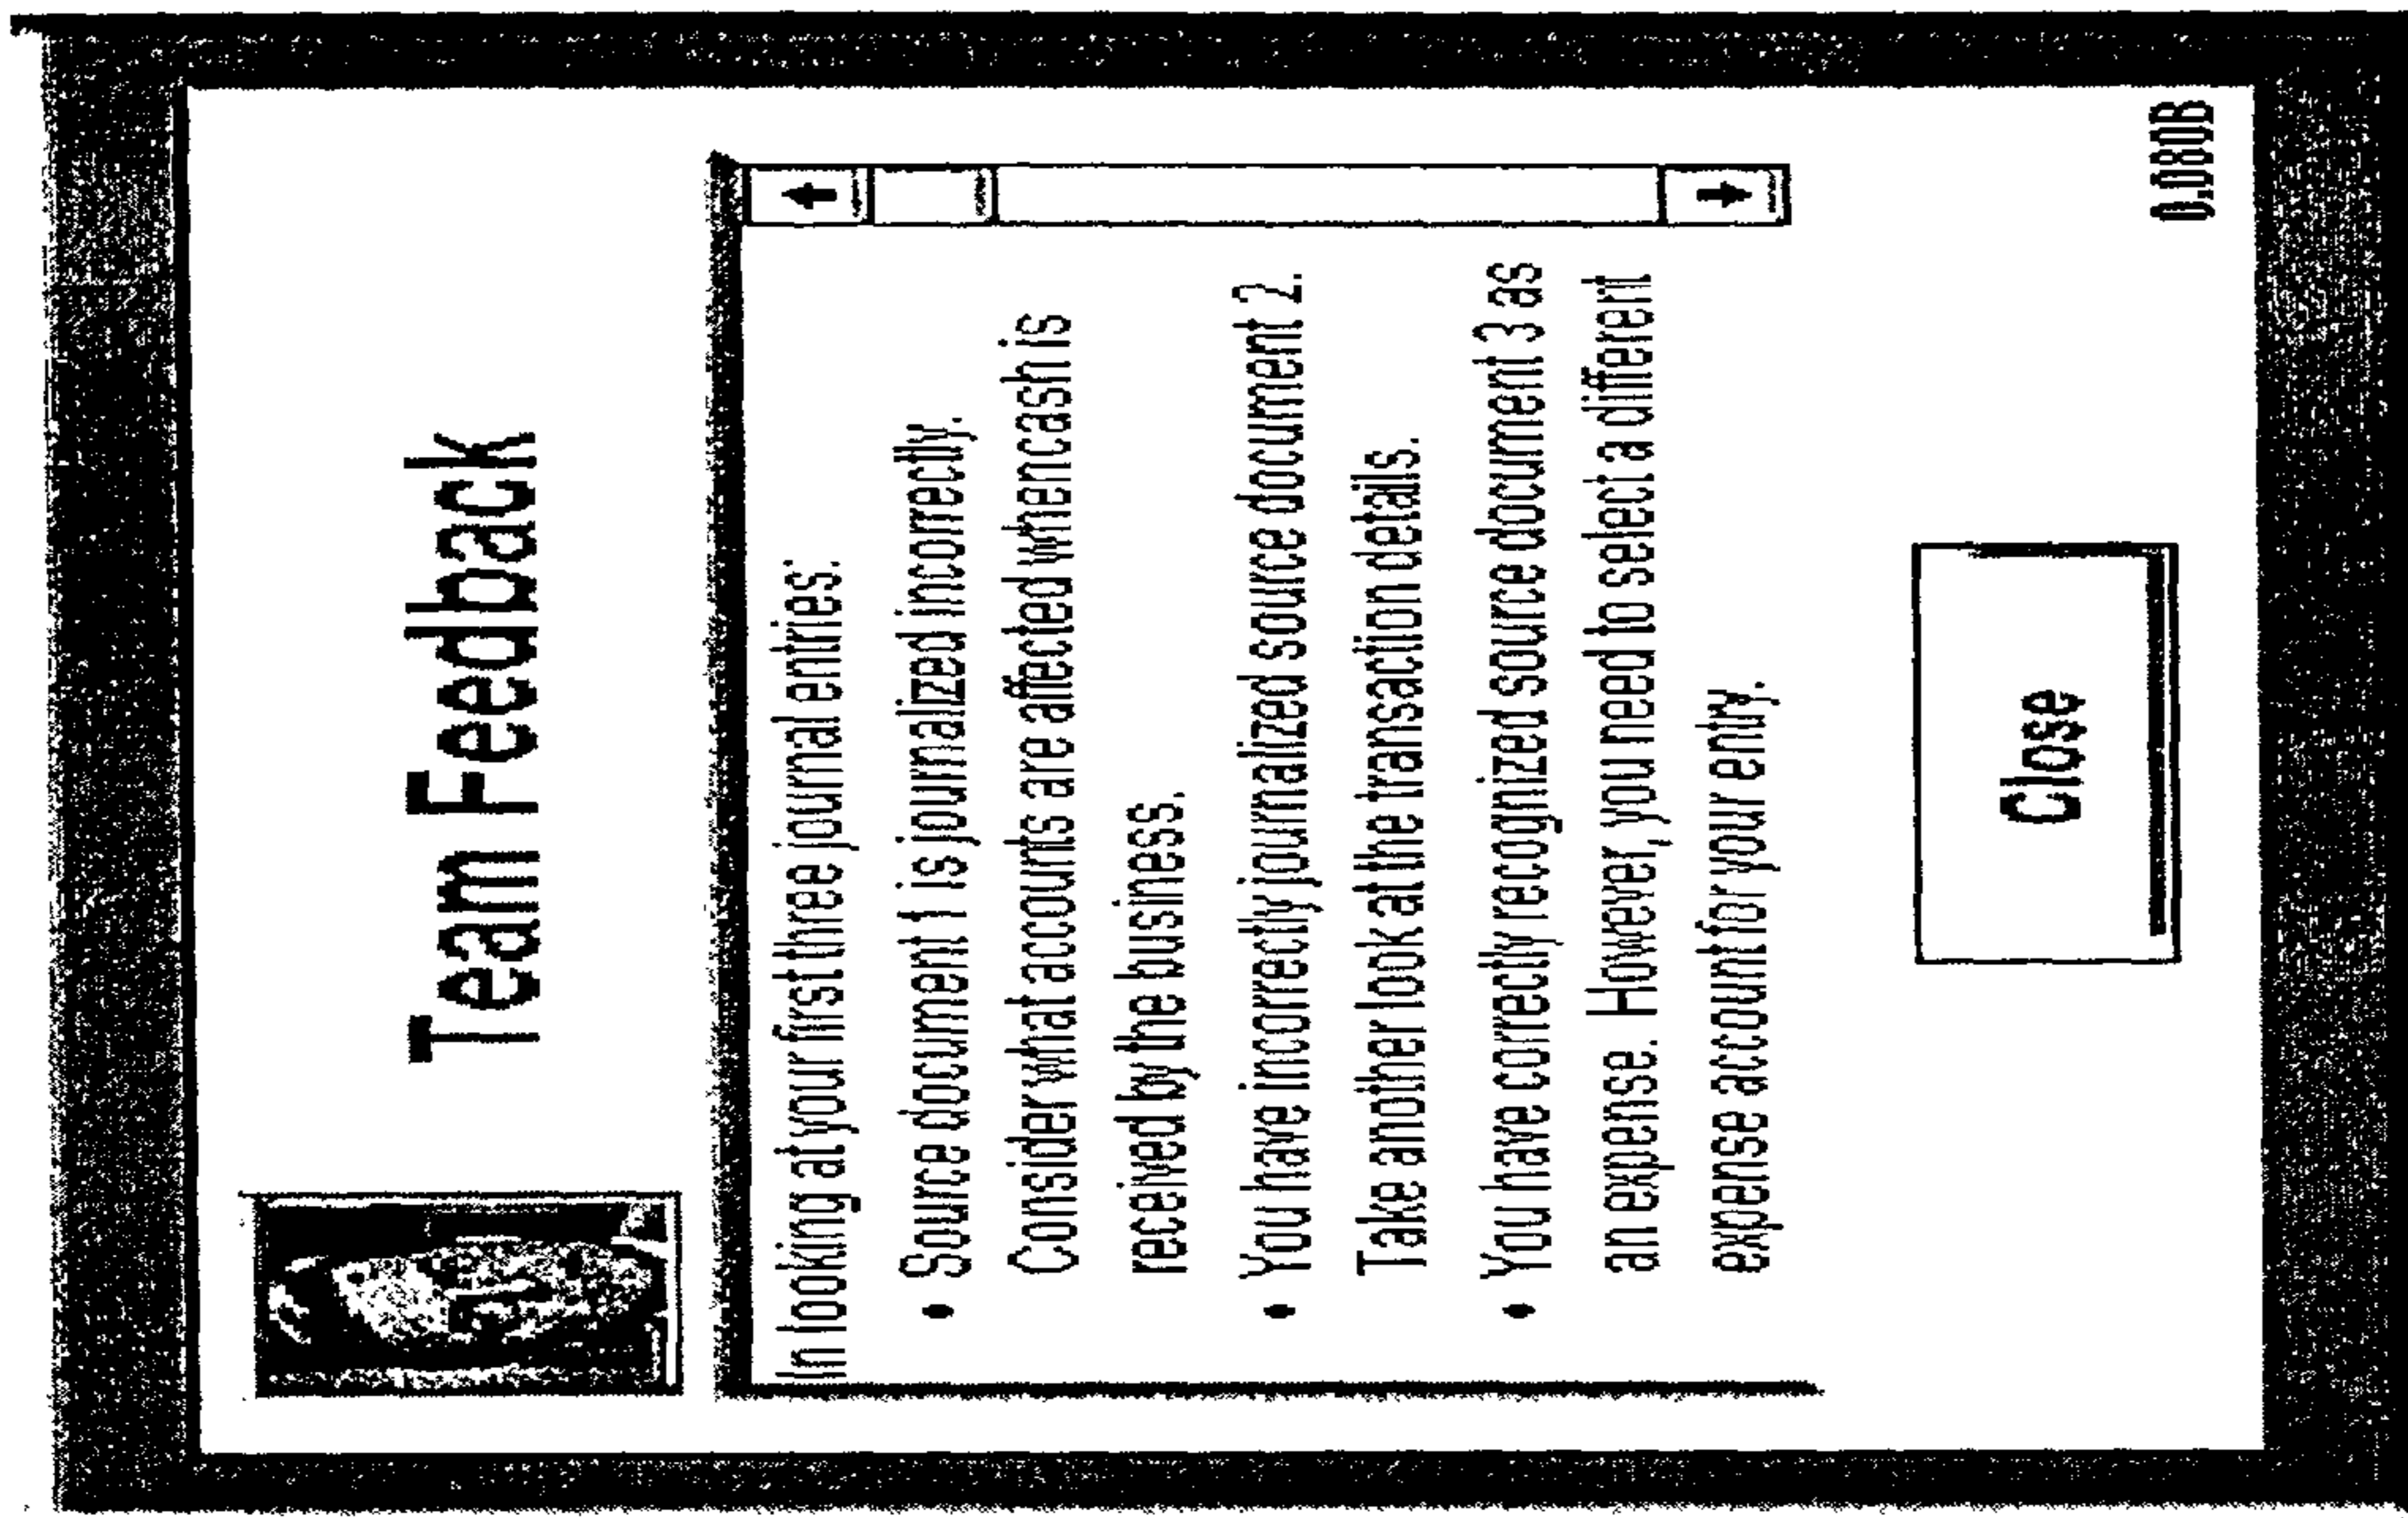 Team Feedback
In looking at your first three journal entries:
• Source document 1 is journalized incorrectly.
Consider what accounts are affected whencash is
received by the business.
• You have incorrectly journalized source document 2.
Take another look at the transaction details.
• You have correctly recognized source document 3 as
an expense. However, you need to select a different
expense account for your entry.
Close
0.080B